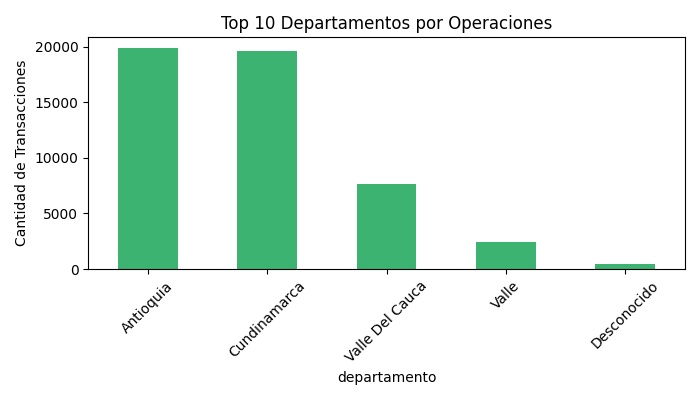 Top 10 Departamentos por Operaciones
Cantidad de Transacciones
20000
15000
10000
5000
0
Antioquia
Cundinamarca
Valle Del Cauca
Valle
Desconocido
departamento